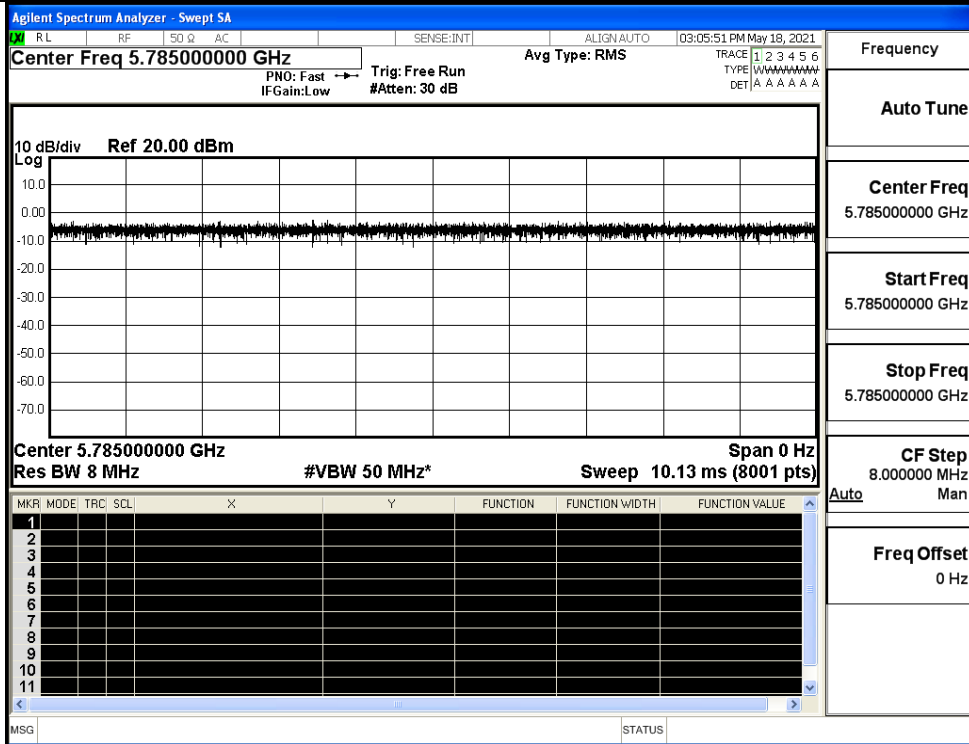 Agilent Spectrum Analyzer - Swept SA
LXI RL RF 50 Ω AC SENSE:INT ALIGNAUTO 03:05:51 PM May 18, 2021
Center Freq 5.785000000 GHz Avg Type: RMS TRACE 1 2 3 4 5 6
PNO: Fast Trig: Free Run TYPE WWWWWW
IFGain:Low #Atten: 30 dB DET A A A A A A
10 dB/div Ref 20.00 dBm
Log
10.0
0.00
-10.0
-20.0
-30.0
-40.0
-50.0
-60.0
-70.0
Center 5.785000000 GHz Span 0 Hz
Res BW 8 MHz #VBW 50 MHz* Sweep 10.13 ms (8001 pts)
MKR MODE TRC SCL X Y FUNCTION FUNCTION WIDTH FUNCTION VALUE
1
2
3
4
5
6
7
8
9
10
11
MSG STATUS
Frequency
Auto Tune
Center Freq
5.785000000 GHz
Start Freq
5.785000000 GHz
Stop Freq
5.785000000 GHz
CF Step
8.000000 MHz
Auto Man
Freq Offset
0 Hz